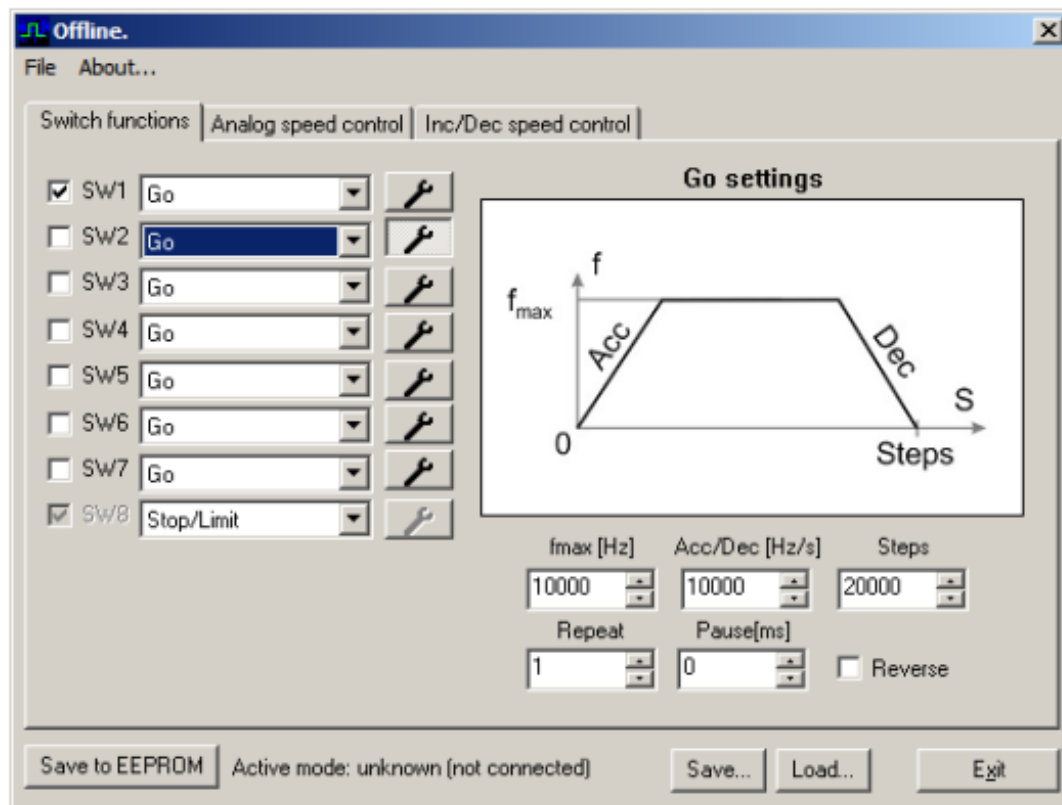 Offline.
File About...
Switch functions Analog speed control Inc/Dec speed control
SW1 Go
SW2 Go
SW3 Go
SW4 Go
SW5 Go
SW6 Go
SW7 Go
SW8 Stop/Limit
Go settings
f
fmax
Acc
Dec
S
0
Steps
fmax [Hz] Acc/Dec [Hz/s] Steps
10000 10000 20000
Repeat Pause[ms]
1 0 Reverse
Save to EEPROM Active mode: unknown (not connected) Save... Load... Exit